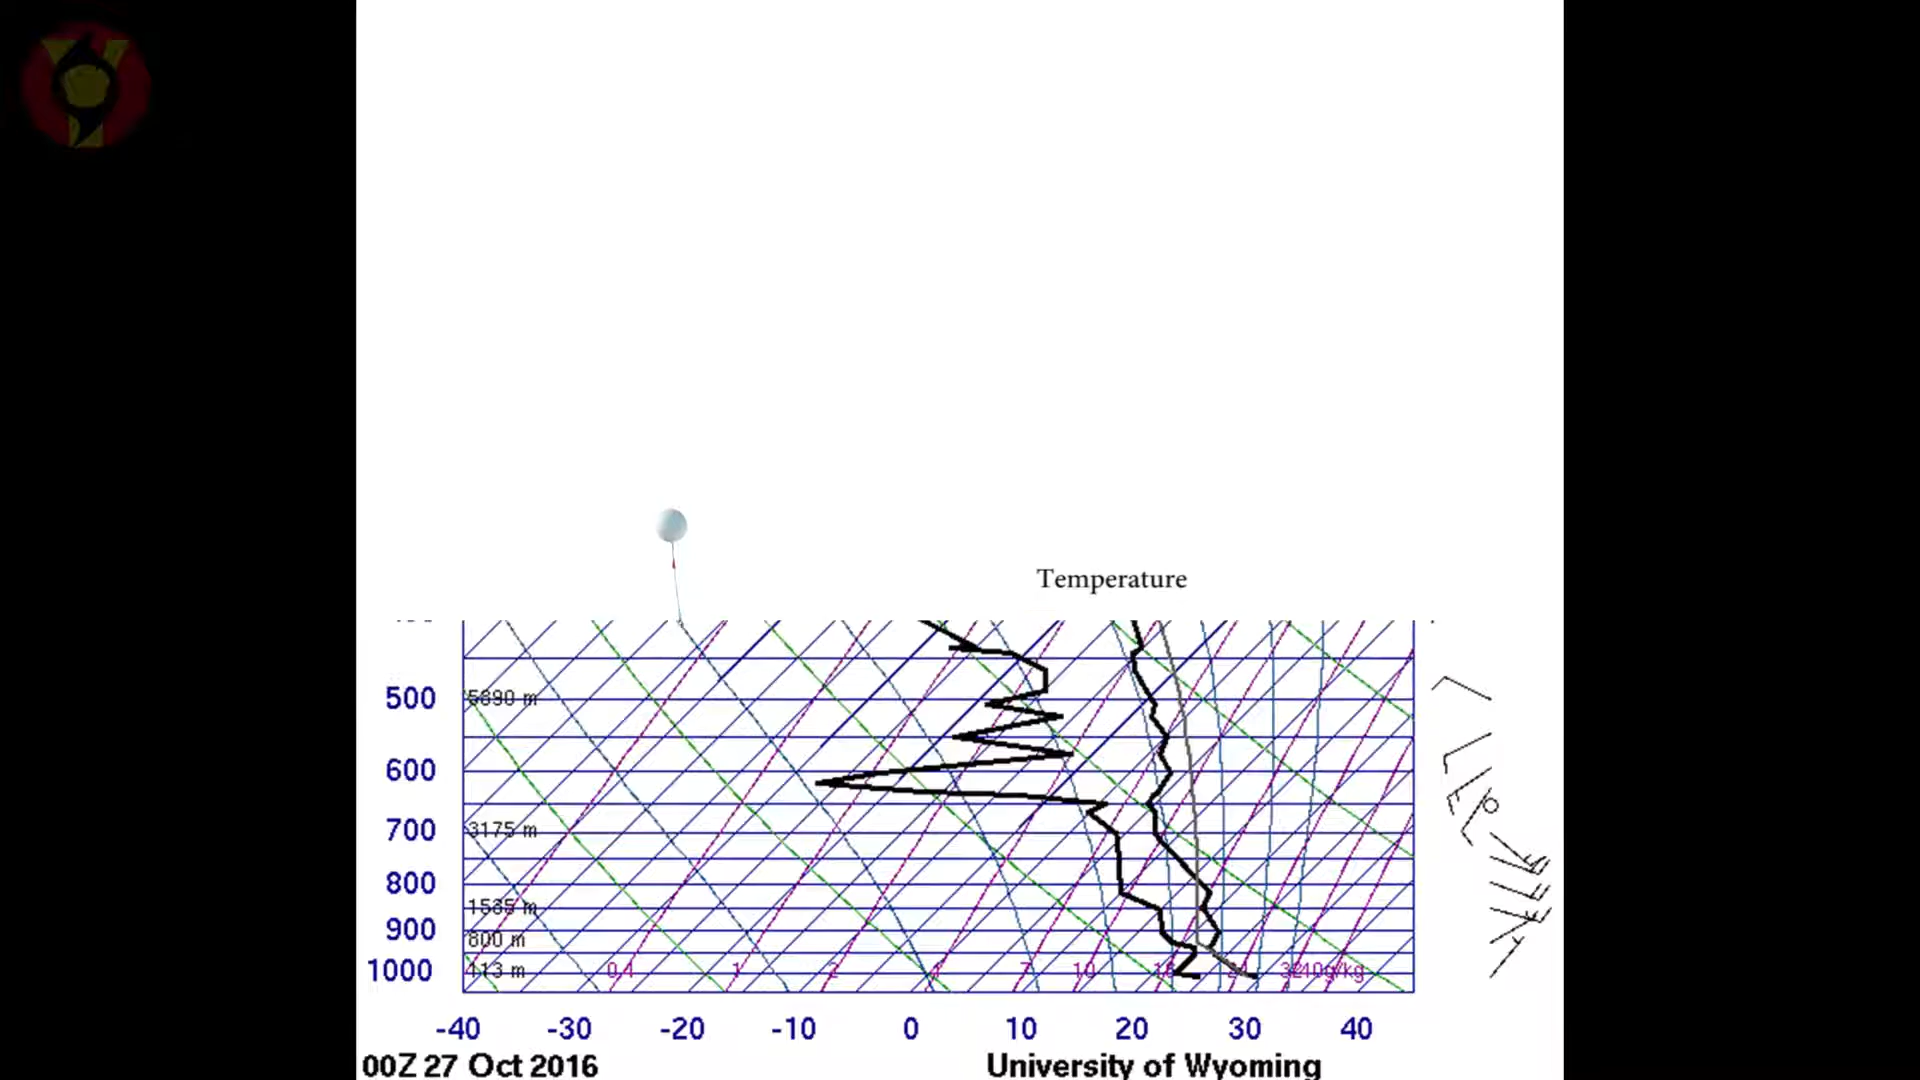 Temperature
500
5890 m
600
700
3175 m
800
1535 m
900
800 m
1000
113 m
0.4 1 2 4 7 10 16 24 32 40g/kg
-40 -30 -20 -10 0 10 20 30 40
00Z 27 Oct 2016
University of Wyoming